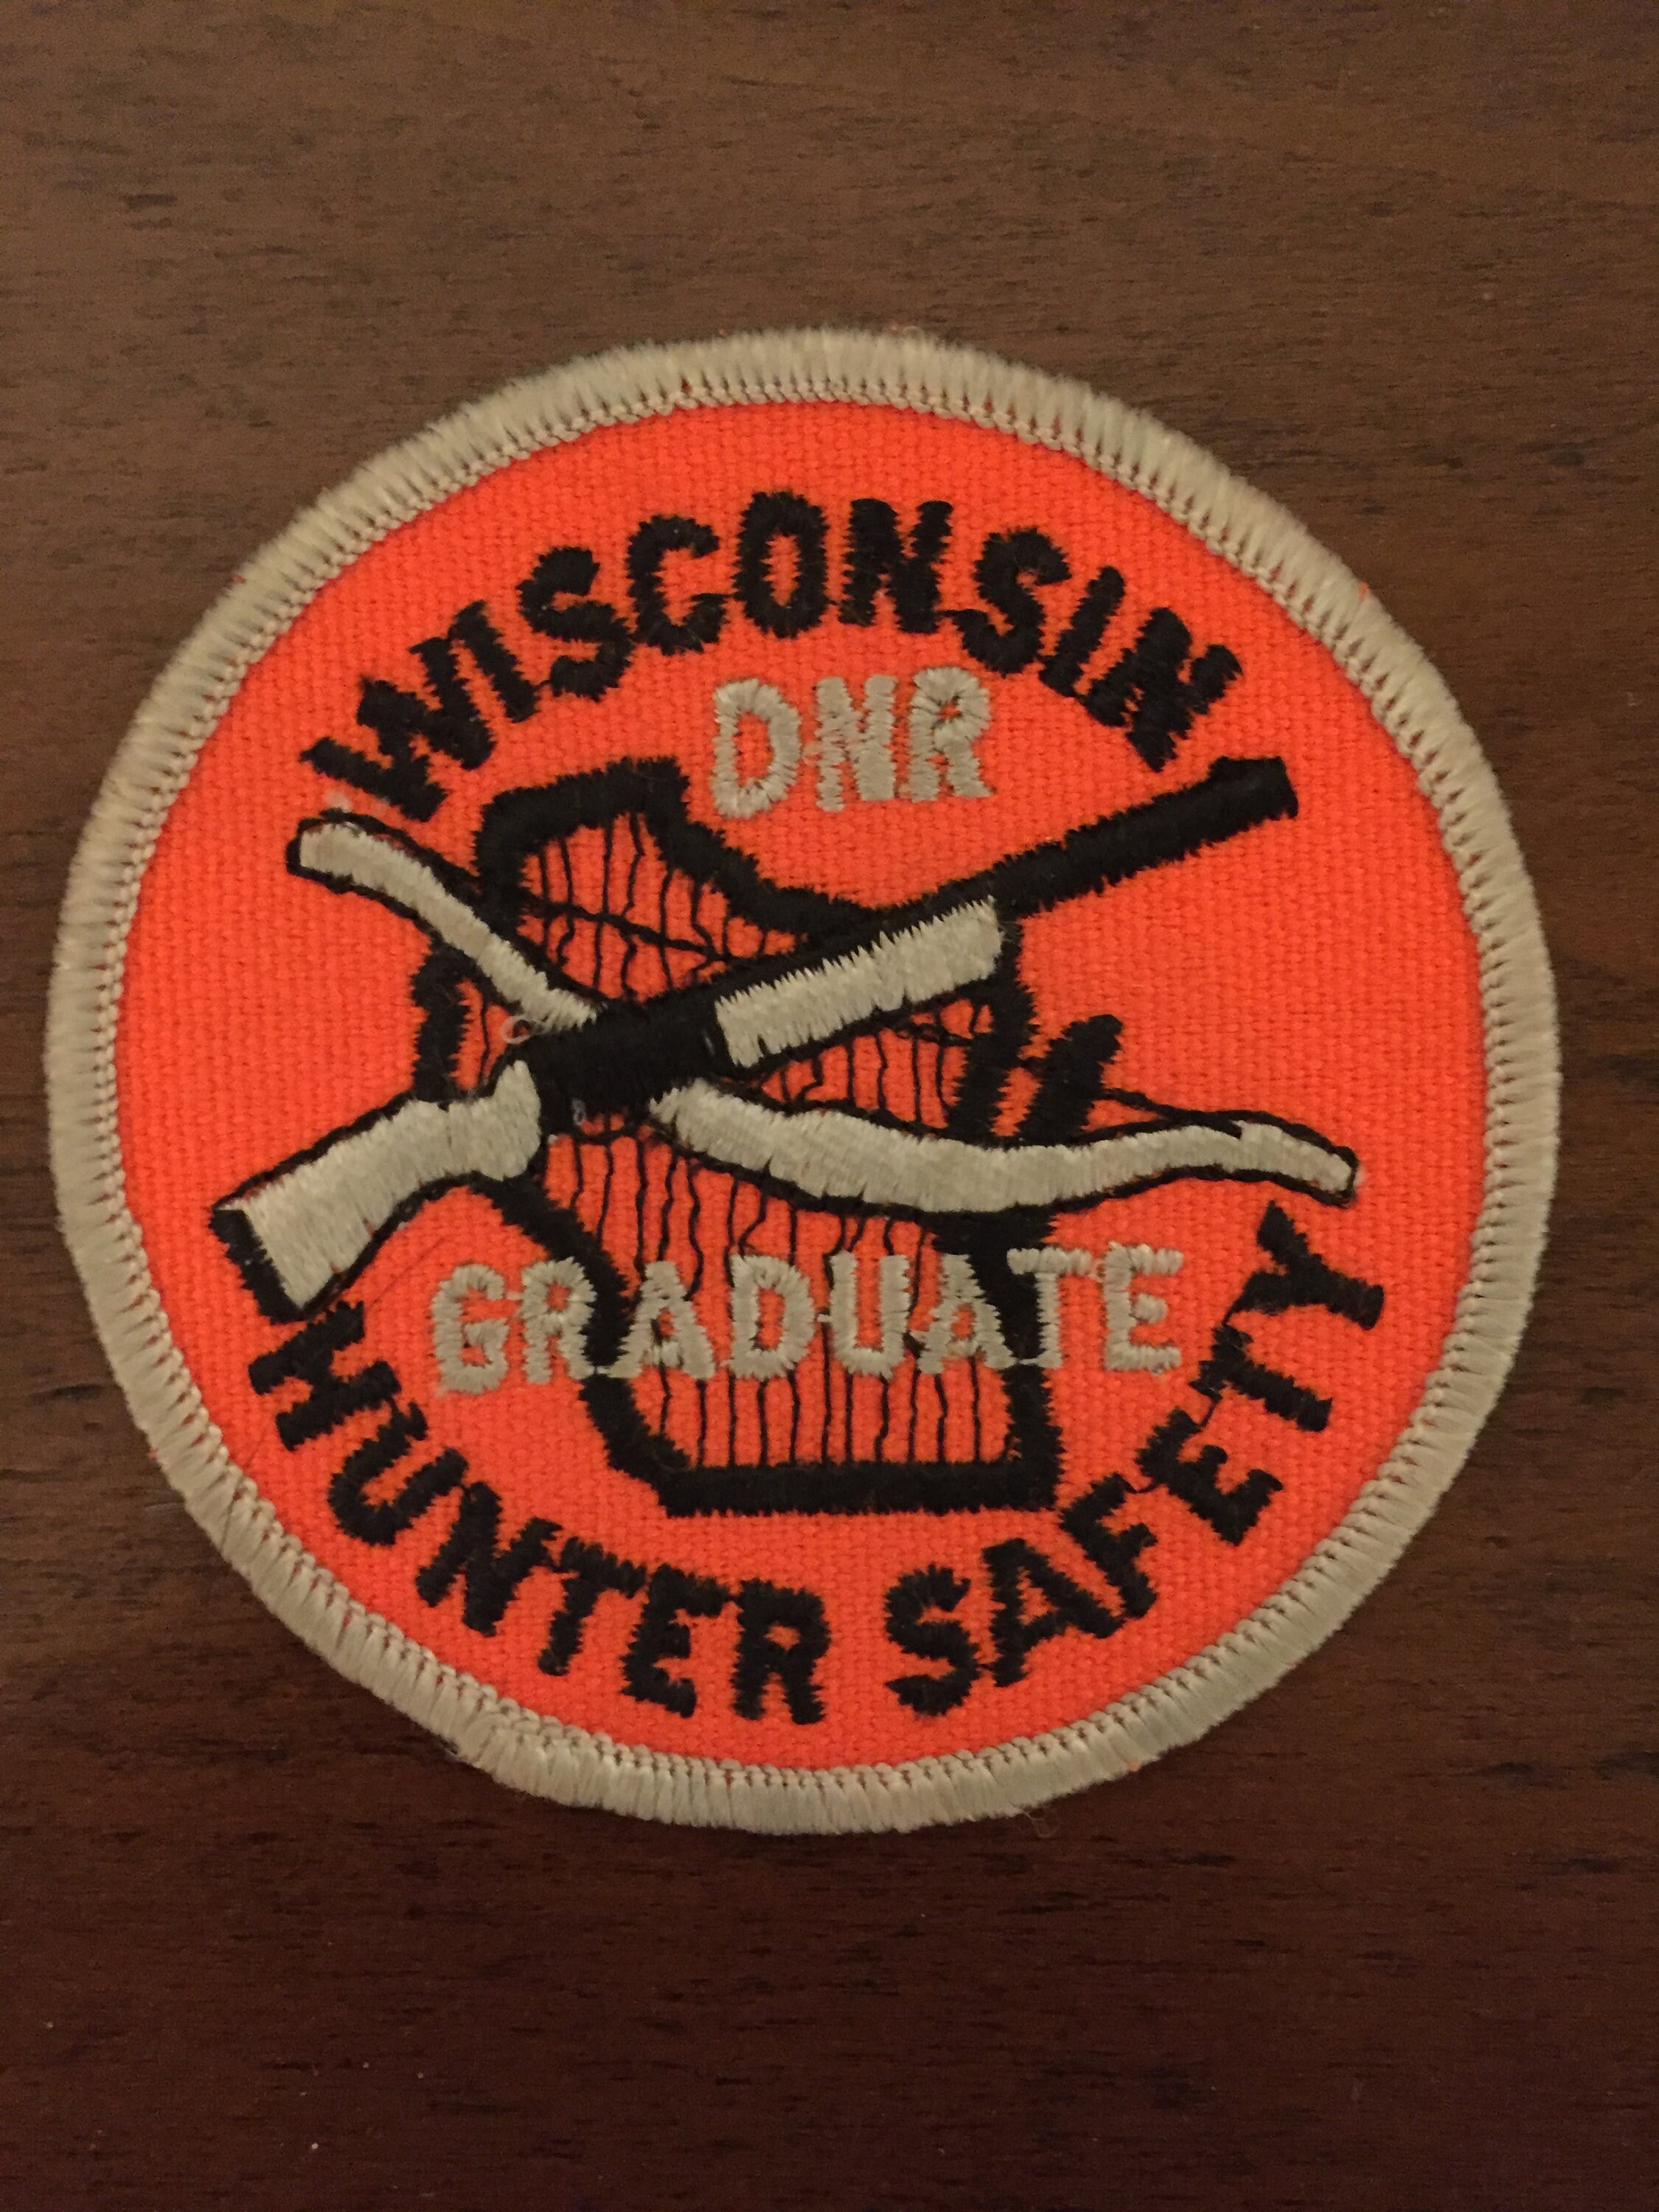 WISCONSIN
DNR
GRADUATE
HUNTER SAFETY